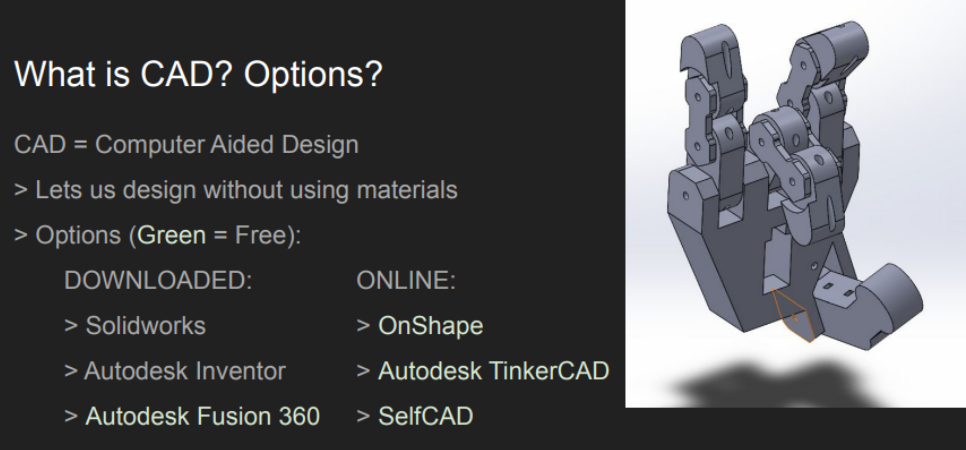 What is CAD? Options?
CAD = Computer Aided Design
> Lets us design without using materials
> Options (Green = Free):
DOWNLOADED:
> Solidworks
> Autodesk Inventor
> Autodesk Fusion 360
ONLINE:
> OnShape
> Autodesk TinkerCAD
> SelfCAD